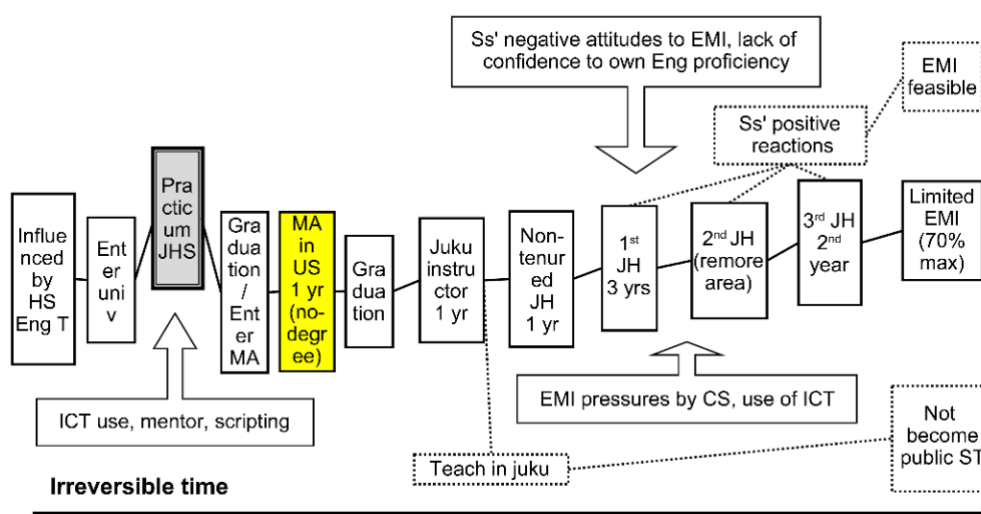 Ss' negative attitudes to EMI, lack of
confidence to own Eng proficiency
EMI
feasible
Ss' positive
reactions
Influe
nced
by HS
Eng T
Ent
er uni
v
Pra
ctic
um
JHS
Gra
dua
tion
/
Ente
r
MA
MA
in
US
1 yr
(no-
degr
ee)
Gra
dua
tion
Juku
instru
ctor
1 yr
Non-
tenu
red
JH
1 yr
1st
JH
3 yrs
2nd JH
(remore
area)
3rd JH
2nd
year
Limited
EMI
(70%
max)
ICT use, mentor, scripting
EMI pressures by CS, use of ICT
Teach in juku
Not
become
public ST
Irreversible time